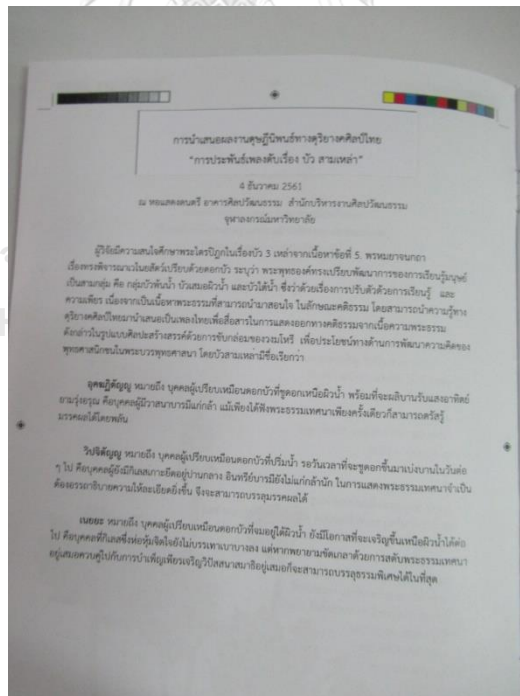 การนำเสนอผลงานดุษฎีนิพนธ์ทางดุริยางคศิลป์ไทย
“การประพันธ์เพลงตับเรื่อง บัว สามเหล่า”
4 ธันวาคม 2561
ณ หอแสดงดนตรี อาคารศิลปวัฒนธรรม สำนักบริหารงานศิลปวัฒนธรรม
จุฬาลงกรณ์มหาวิทยาลัย
ผู้วิจัยมีความสนใจศึกษาพระไตรปิฎกในเรื่องบัว 3 เหล่าจากเนื้อหาข้อที่ 5. พรหมยาจนกถา
เรื่องทรงพิจารณาเวไนยสัตว์เปรียบด้วยดอกบัว ระบุว่า พระพุทธองค์ทรงเปรียบพัฒนาการของการเรียนรู้มนุษย์
เป็นสามกลุ่ม คือ กลุ่มบัวพ้นน้ำ บัวเสมอผิวน้ำ และบัวใต้น้ำ ซึ่งว่าด้วยเรื่องการปรับตัวด้วยการเรียนรู้ และ
ความเพียร เนื่องจากเป็นเนื้อหาพระธรรมที่สามารถนำมาสอนใจ ในลักษณะคติธรรม โดยสามารถนำความรู้ทาง
ดุริยางคศิลป์ไทยมานำเสนอเป็นเพลงไทยเพื่อสื่อสารในการแสดงออกทางคติธรรมจากเนื้อความพระธรรม
ดังกล่าวในรูปแบบศิลปะสร้างสรรค์ด้วยการขับกล่อมของวงมโหรี เพื่อประโยชน์ทางด้านการพัฒนาความคิดของ
พุทธศาสนิกชนในพระบวรพุทธศาสนา โดยบัวสามเหล่ามีชื่อเรียกว่า
อุคฆฏิตัญญู หมายถึง บุคคลผู้เปรียบเหมือนดอกบัวที่ชูดอกเหนือผิวน้ำ พร้อมที่จะผลิบานรับแสงอาทิตย์
ยามรุ่งอรุณ คือบุคคลผู้มีวาสนาบารมีแก่กล้า แม้เพียงได้ฟังพระธรรมเทศนาเพียงครั้งเดียวก็สามารถตรัสรู้
มรรคผลได้โดยพลัน
วิปจิตัญญู หมายถึง บุคคลผู้เปรียบเหมือนดอกบัวที่ปริ่มน้ำ รอวันเวลาที่จะชูดอกขึ้นมาเบ่งบานในวันต่อ
ๆ ไป คือบุคคลผู้ยังมีกิเลสเกาะยึดอยู่ปานกลาง อินทรีย์บารมียังไม่แก่กล้านัก ในการแสดงพระธรรมเทศนาจำเป็น
ต้องอรรถาธิบายความให้ละเอียดยิ่งขึ้น จึงจะสามารถบรรลุมรรคผลได้
เนยยะ หมายถึง บุคคลผู้เปรียบเหมือนดอกบัวที่จมอยู่ใต้ผิวน้ำ ยังมีโอกาสที่จะเจริญขึ้นเหนือผิวน้ำได้ต่อ
ไป คือบุคคลที่กิเลสซึ่งห่อหุ้มจิตใจยังไม่บรรเทาเบาบางลง แต่หากพยายามขัดเกลาด้วยการสดับพระธรรมเทศนา
อยู่เสมอควบคู่ไปกับการบำเพ็ญเพียรเจริญวิปัสสนาสมาธิอยู่เสมอก็จะสามารถบรรลุธรรมพิเศษได้ในที่สุด